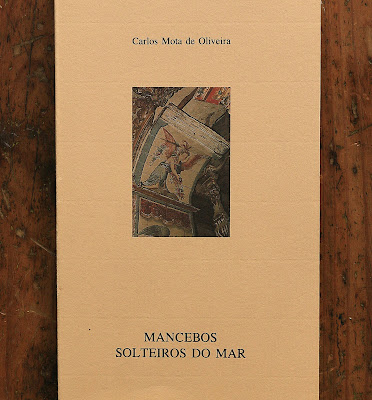 Carlos Mota de Oliveira
MANCEBOS
SOLTEIROS DO MAR